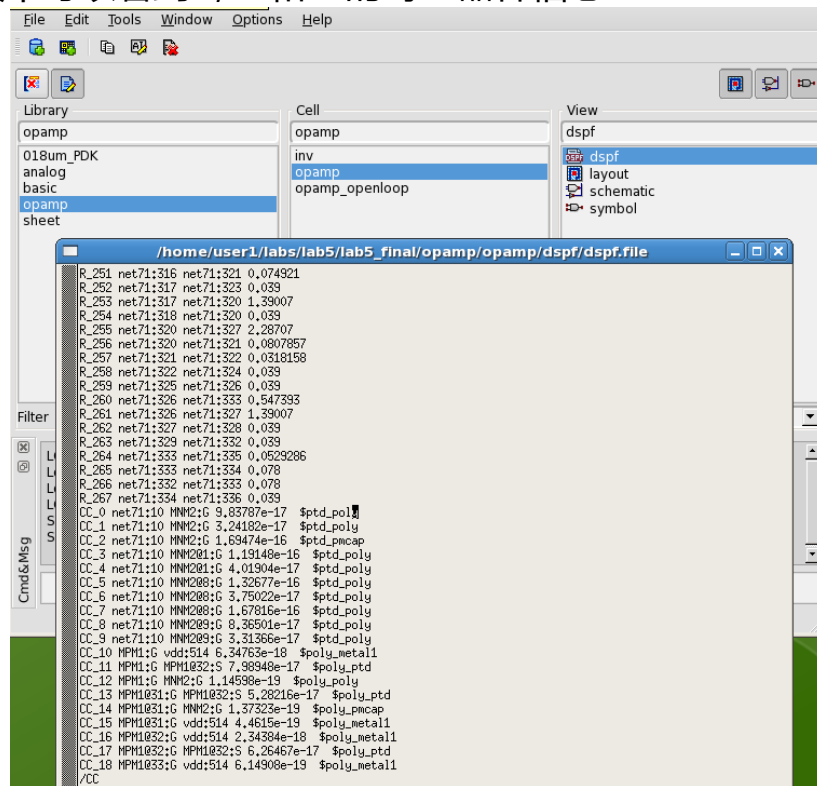 File Edit Tools Window Options Help
Library Cell View
opamp opamp dspf
018um_PDK inv dspf
analog opamp layout
basic opamp_openloop schematic
opamp symbol
sheet
/home/user1/labs/lab5/lab5_final/opamp/opamp/dspf/dspf.file
R_251 net71:316 net71:321 0.074921
R_252 net71:317 net71:323 0.039
R_253 net71:317 net71:320 1.39007
R_254 net71:318 net71:320 0.039
R_255 net71:320 net71:327 2.28707
R_256 net71:320 net71:321 0.0807857
R_257 net71:321 net71:322 0.0318158
R_258 net71:322 net71:324 0.039
R_259 net71:325 net71:326 0.039
R_260 net71:326 net71:333 0.547393
R_261 net71:326 net71:327 1.39007
R_262 net71:327 net71:328 0.039
R_263 net71:329 net71:332 0.039
R_264 net71:333 net71:335 0.0529286
R_265 net71:333 net71:334 0.078
R_266 net71:332 net71:333 0.078
R_267 net71:334 net71:336 0.039
CC_0 net71:10 MNM2:G 9.83787e-17 $ptd_poly
CC_1 net71:10 MNM2:G 3.24182e-17 $ptd_poly
CC_2 net71:10 MNM2:G 1.69474e-16 $ptd_pmcap
CC_3 net71:10 MNM2@1:G 1.19148e-16 $ptd_poly
CC_4 net71:10 MNM2@1:G 4.01904e-17 $ptd_poly
CC_5 net71:10 MNM2@8:G 1.32677e-16 $ptd_poly
CC_6 net71:10 MNM2@8:G 3.75022e-17 $ptd_poly
CC_7 net71:10 MNM2@8:G 1.67816e-16 $ptd_poly
CC_8 net71:10 MNM2@9:G 8.36501e-17 $ptd_poly
CC_9 net71:10 MNM2@9:G 3.31366e-17 $ptd_poly
CC_10 MPM1:G vdd:514 6.34763e-18 $poly_metal1
CC_11 MPM1:G MPM1@32:S 7.98948e-17 $poly_ptd
CC_12 MPM1:G MNM2:G 1.14598e-19 $poly_poly
CC_13 MPM1@31:G MPM1@32:S 5.28216e-17 $poly_ptd
CC_14 MPM1@31:G MNM2:G 1.37323e-19 $poly_pmcap
CC_15 MPM1@31:G vdd:514 4.4615e-19 $poly_metal1
CC_16 MPM1@32:G vdd:514 2.34384e-18 $poly_metal1
CC_17 MPM1@32:G MPM1@32:S 6.26467e-17 $poly_ptd
CC_18 MPM1@33:G vdd:514 6.14908e-19 $poly_metal1
/CC
Filter
Cmd&Msg